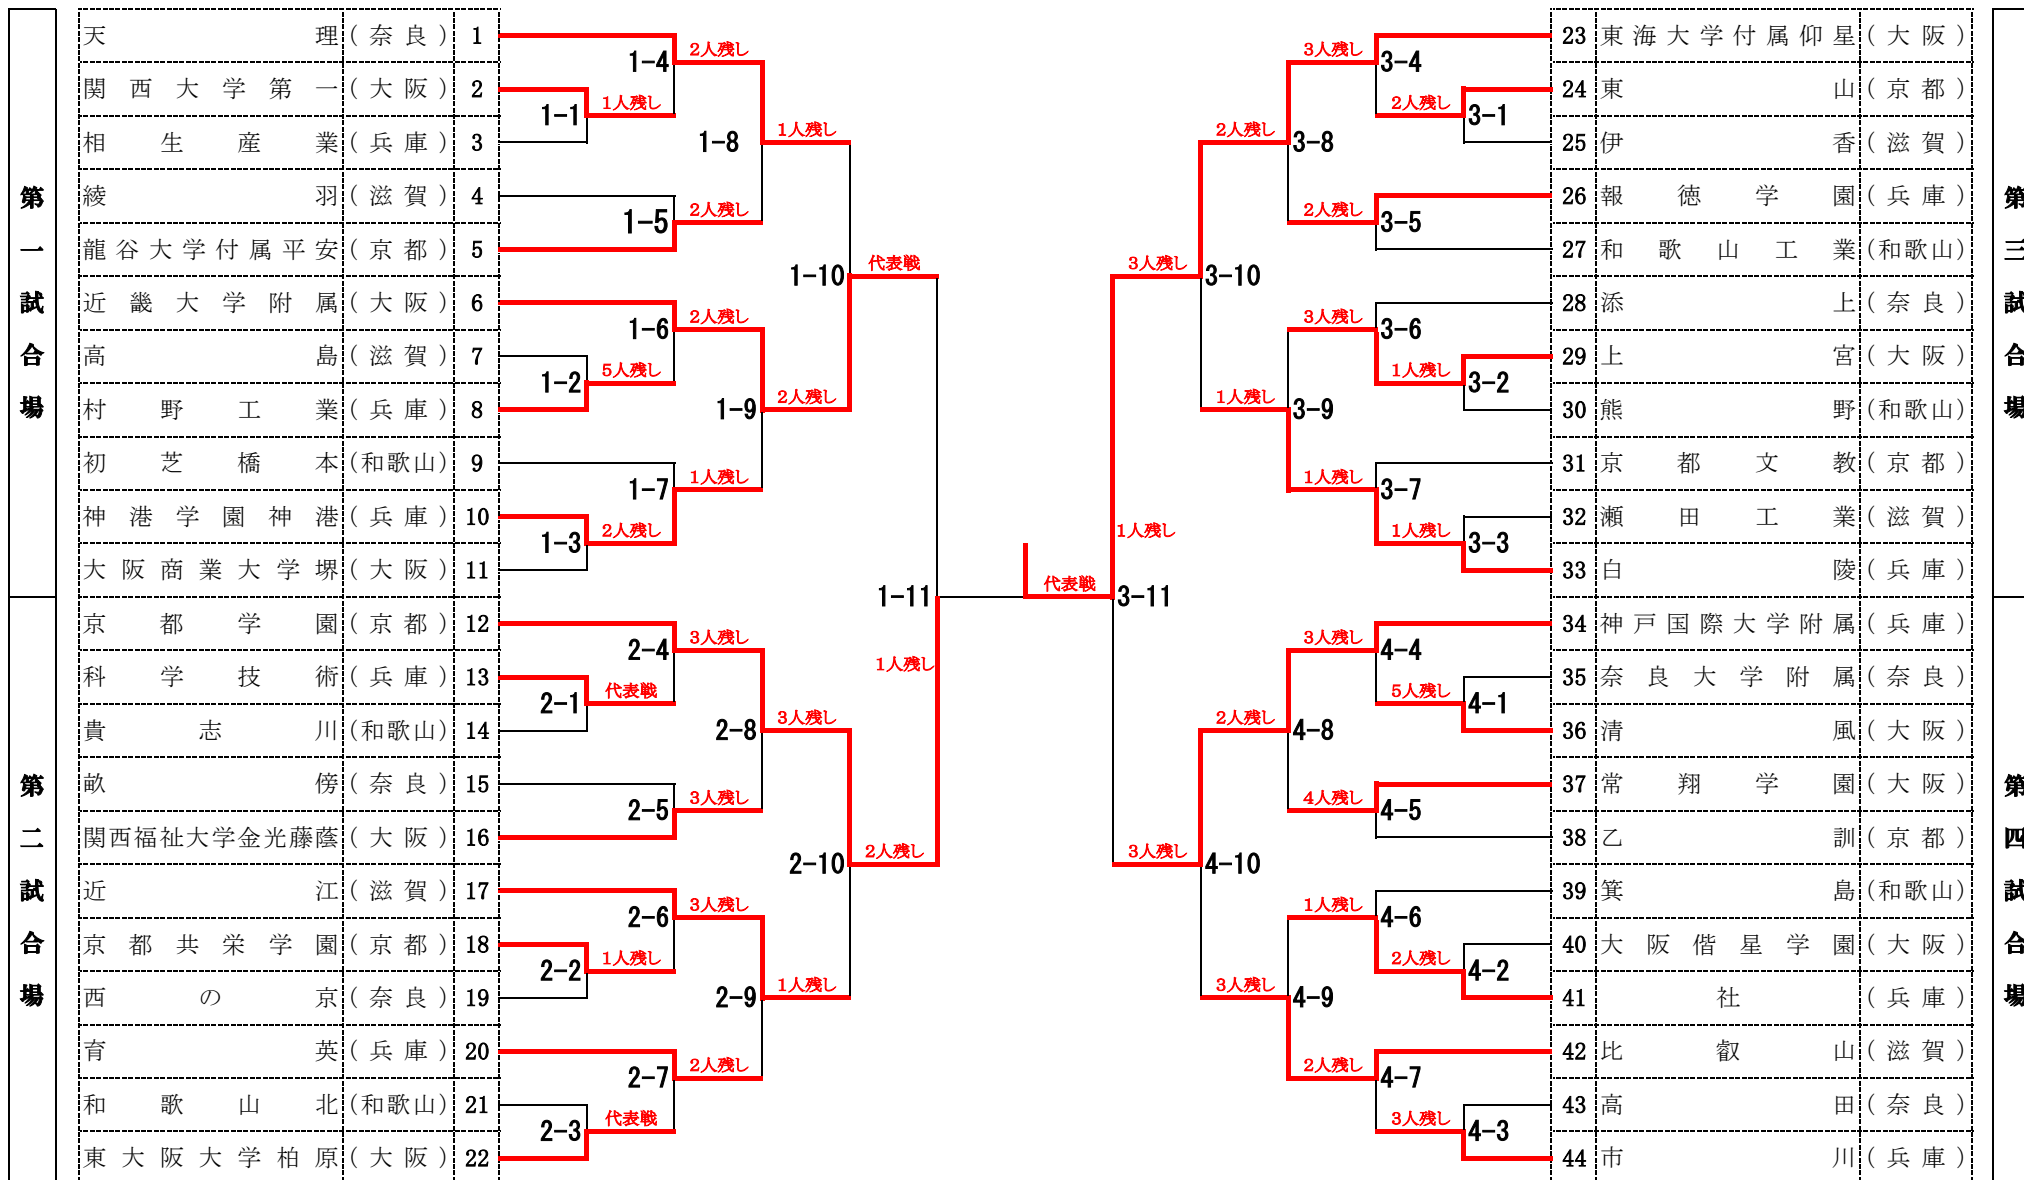 第一試合場
天理(奈良) 1
関西大学第一(大阪) 2
相生産業(兵庫) 3
綾羽(滋賀) 4
龍谷大学付属平安(京都) 5
近畿大学附属(大阪) 6
高島(滋賀) 7
村野工業(兵庫) 8
初芝橋本(和歌山) 9
神港学園神港(兵庫) 10
大阪商業大学堺(大阪) 11
第二試合場
京都学園(京都) 12
科学技術(兵庫) 13
貴志川(和歌山) 14
畝傍(奈良) 15
関西福祉大学金光藤蔭(大阪) 16
近江(滋賀) 17
京都共栄学園(京都) 18
西の京(奈良) 19
育英(兵庫) 20
和歌山北(和歌山) 21
東大阪大学柏原(大阪) 22
1-1 1人残し
1-2 5人残し
1-3 2人残し
2-1 代表戦
2-2 1人残し
2-3 代表戦
1-4 2人残し
1-5 2人残し
1-6 2人残し
1-7 1人残し
2-4 3人残し
2-5 3人残し
2-6 3人残し
2-7 2人残し
1-8 1人残し
1-9 2人残し
2-8 3人残し
2-9 1人残し
1-10 代表戦
2-10 2人残し
1-11 1人残し
代表戦
3-11 1人残し
3-10 3人残し
4-10 3人残し
3-8 2人残し
3-9 1人残し
4-8 2人残し
4-9 3人残し
3-4 3人残し
3-5 2人残し
3-6 3人残し
3-7 1人残し
4-4 3人残し
4-5 4人残し
4-6 1人残し
4-7 2人残し
3-1 2人残し
3-2 1人残し
3-3 1人残し
4-1 5人残し
4-2 2人残し
4-3 3人残し
23 東海大学付属仰星(大阪)
24 東山(京都)
25 伊香(滋賀)
26 報徳学園(兵庫)
27 和歌山工業(和歌山)
28 添上(奈良)
29 上宮(大阪)
30 熊野(和歌山)
31 京都文教(京都)
32 瀬田工業(滋賀)
33 白陵(兵庫)
第三試合場
34 神戸国際大学附属(兵庫)
35 奈良大学附属(奈良)
36 清風(大阪)
37 常翔学園(大阪)
38 乙訓(京都)
39 箕島(和歌山)
40 大阪偕星学園(大阪)
41 社(兵庫)
42 比叡山(滋賀)
43 高田(奈良)
44 市川(兵庫)
第四試合場